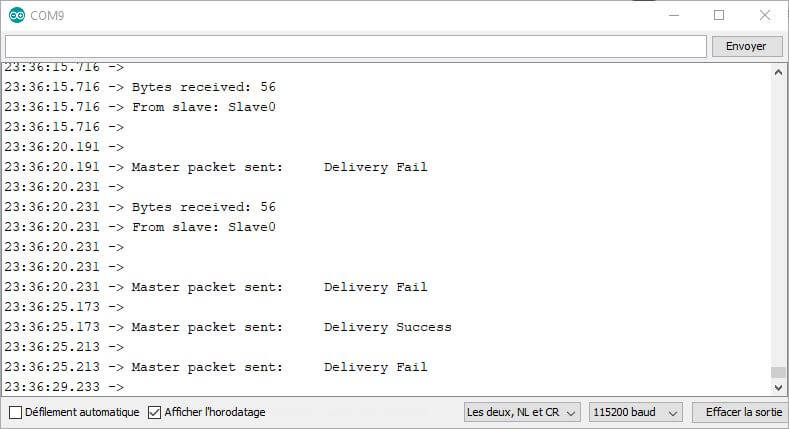 COM9
Envoyer
23:36:15.716 ->
23:36:15.716 -> Bytes received: 56
23:36:15.716 -> From slave: Slave0
23:36:15.716 ->
23:36:20.191 ->
23:36:20.191 -> Master packet sent:     Delivery Fail
23:36:20.231 ->
23:36:20.231 -> Bytes received: 56
23:36:20.231 -> From slave: Slave0
23:36:20.231 ->
23:36:20.231 ->
23:36:20.231 -> Master packet sent:     Delivery Fail
23:36:25.173 ->
23:36:25.173 -> Master packet sent:     Delivery Success
23:36:25.213 ->
23:36:25.213 -> Master packet sent:     Delivery Fail
23:36:29.233 ->
Défilement automatique Afficher l'horodatage Les deux, NL et CR 115200 baud Effacer la sortie